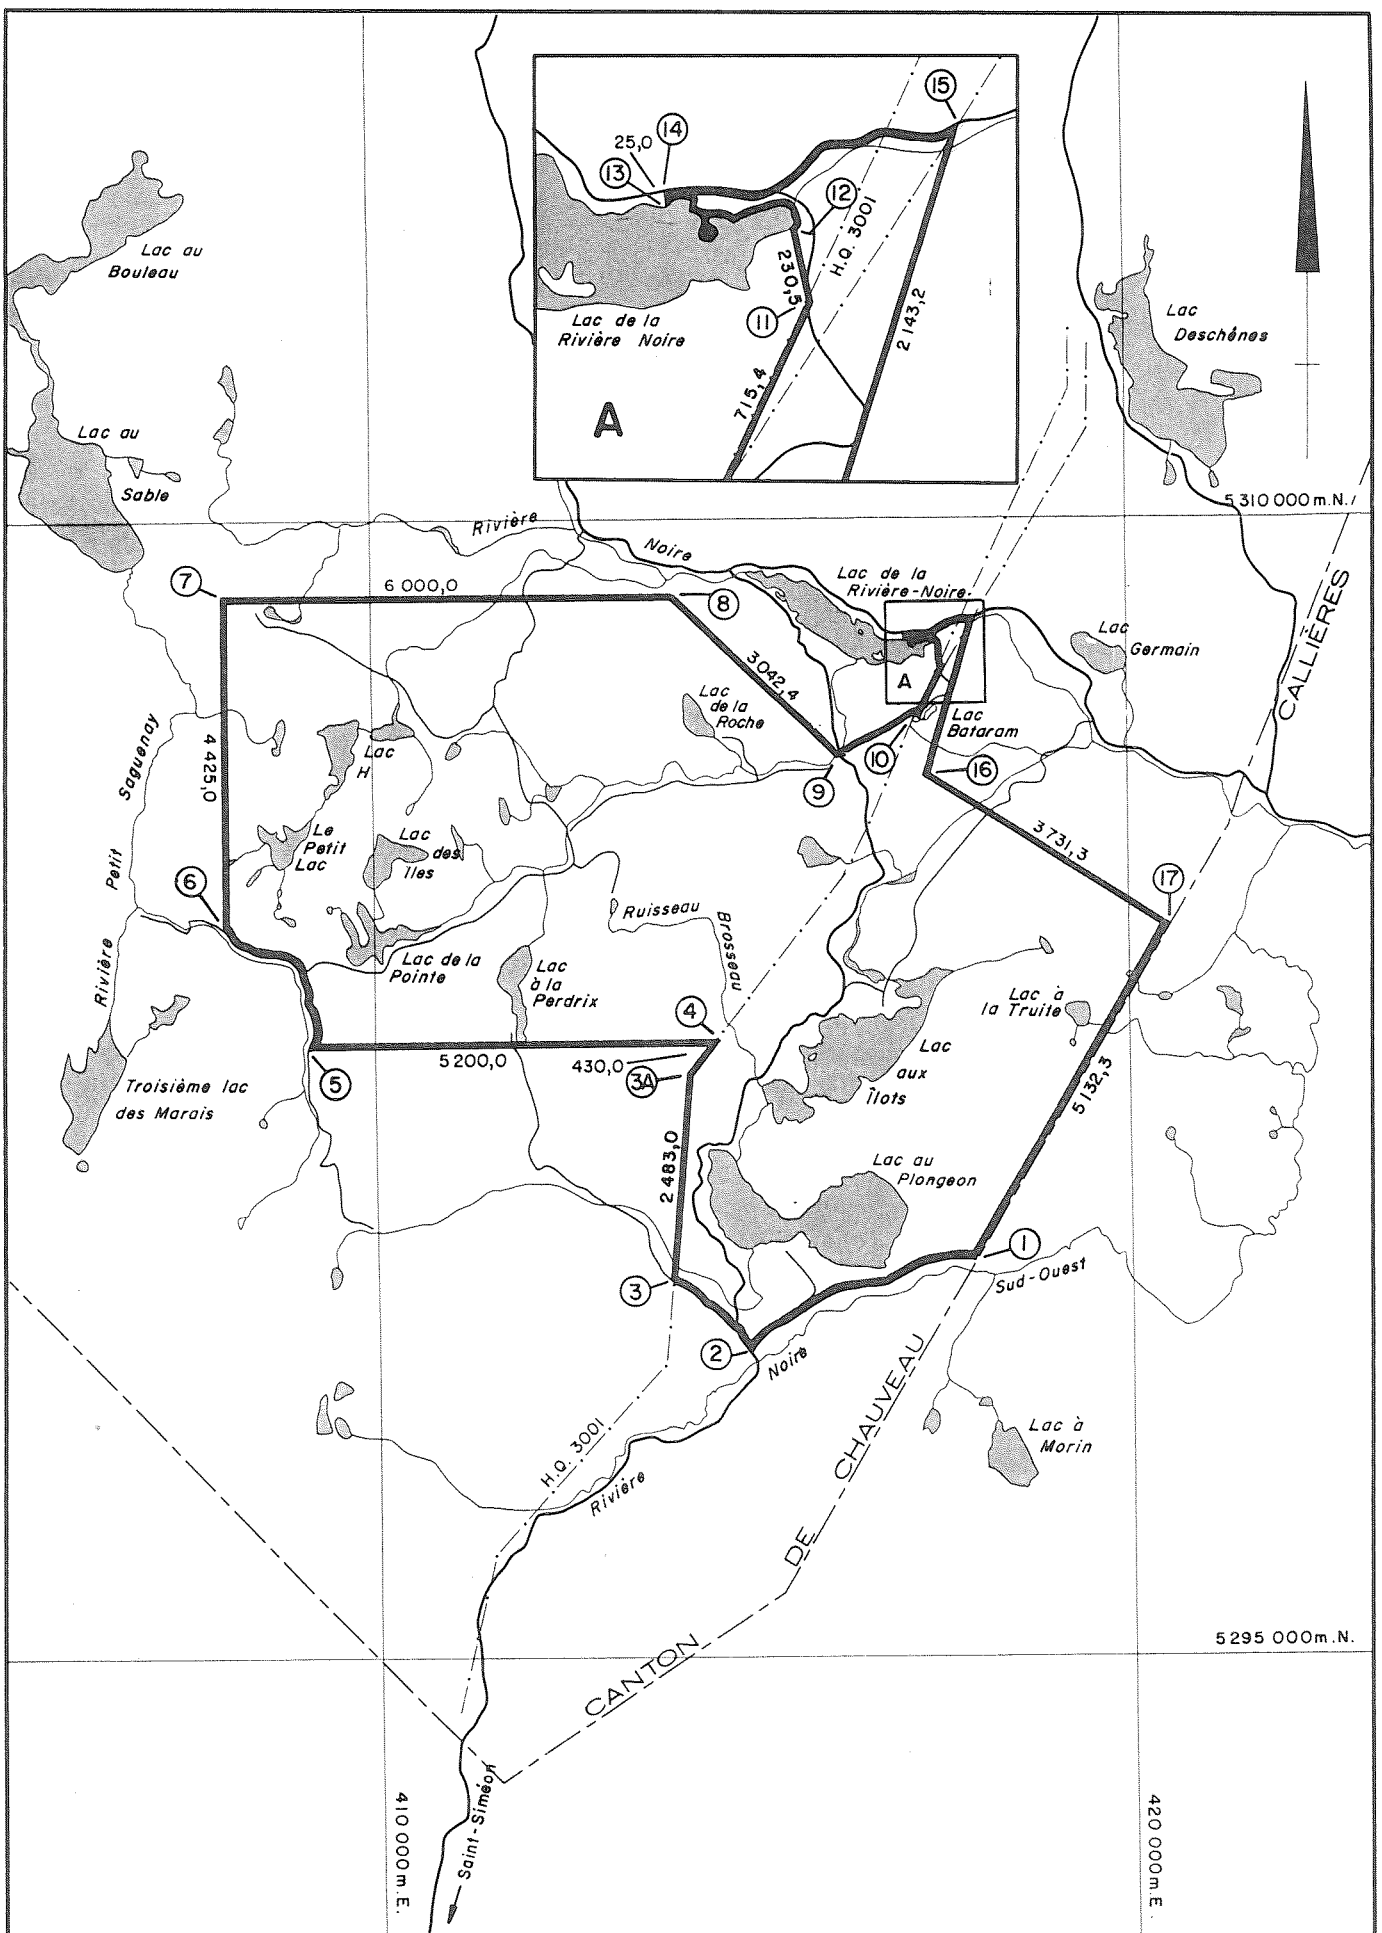 15
14
25,0
13
12
H.Q. 3001
230,5
11
2 143,2
Lac de la
Rivière Noire
715,4
A
Lac au
Bouleau
Lac
Deschênes
Lac au
Sable
5 310 000 m.N.
Rivière
Noire
Lac de la
Rivière-Noire
7
6 000,0
8
CALLIÈRES
Lac
Germain
3 042,4
A
Lac
de la
Roche
Lac
Bataram
Petit Saguenay
Rivière
4 425,0
Lac
H
10
9
16
Le
Petit
Lac
Lac
des
Îles
3 731,3
6
17
Ruisseau
Brosseau
Lac de la
Pointe
Lac
à la
Perdrix
Lac à
la Truite
4
Lac
aux
Îlots
5 200,0
430,0
5
3A
Troisième lac
des Marais
5 132,3
2 483,0
Lac au
Plongeon
1
Sud-Ouest
3
2
Noire
Lac à
Morin
H.Q. 3001
Rivière
CHAUVEAU
DE
CANTON
5 295 000 m.N.
410 000 m.E.
420 000 m.E.
Saint-Siméon